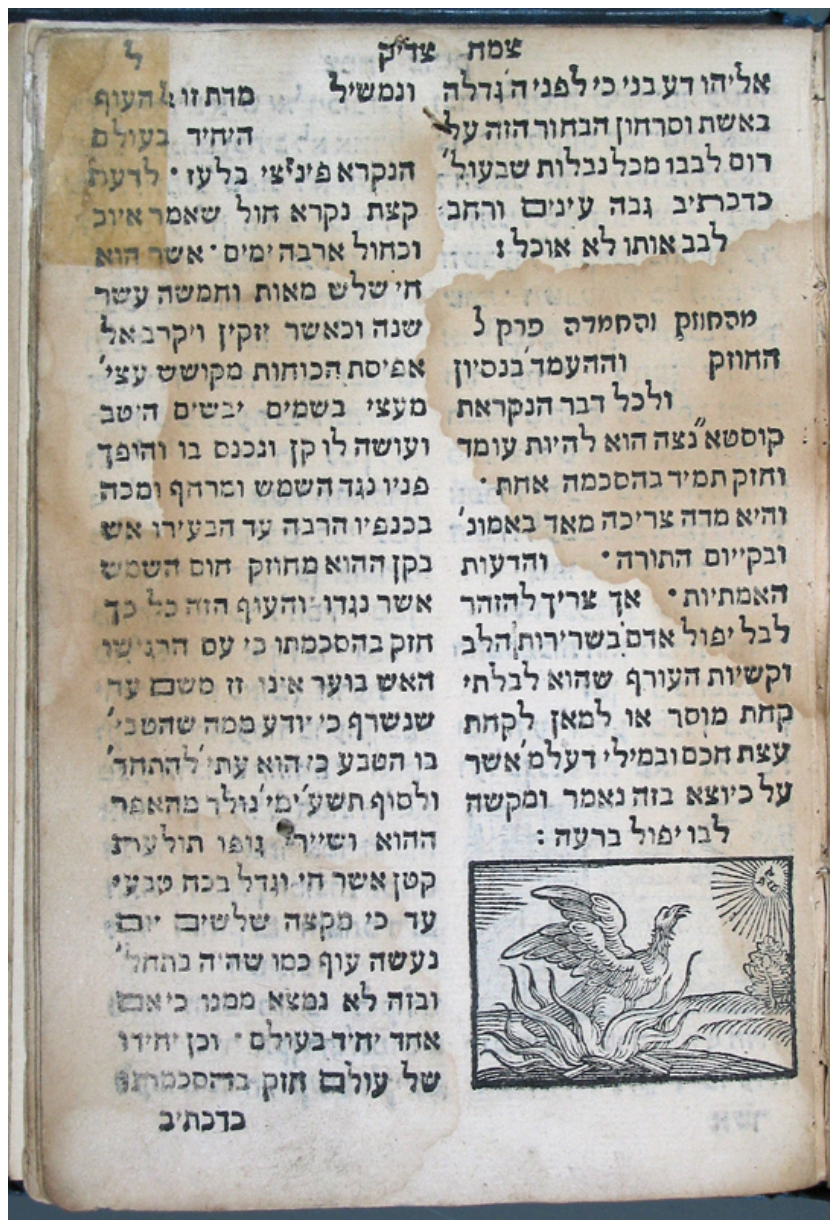 צמח צדיק
ל
אליהו דע בני כי לפני ה' גדלה
באשת וסרחון הבחור הזה על
רום לבבו מכל נבלות שבעול'
כדכתיב גבה עינים ורחב
לבב אותו לא אוכל :
מהחוזק והתמדה פרק ל
החוזק וההעמד' בנסיון
ולכל דבר הנקראת
קוסטא"נצה הוא להיות עומד
וחזק תמיד בהסכמה אחת ·
והיא מדה צריכה מאד באמונ'
ובקייום התורה · והדעות
האמתיות · אך צריך להזהר
לבל יפול אדם בשרירות הלב
וקשיות העורף שהוא לבלתי
קחת מוסר או למאן לקחת
עצת חכם ובמילי דעלמ' אשר
על כיוצא בזה נאמר ומקשה
לבו יפול ברעה :
ונמשיל מדת זו לעוף
היחיד בעולם
הנקרא פיניצי בלעז · לדעת
קצת נקרא חול שאמר איוב
וכחול ארבה ימים · אשר הוא
חי שלש מאות וחמשה עשר
שנה וכאשר יזקין ויקרב אל
אפיסת הכוחות מקושש עצי'
מעצי בשמים יבשים היטב
ועושה לו קן ונכנס בו והופך
פניו נגד השמש ומרחף ומכה
בכנפיו הרבה עד הבעירו אש
בקן ההוא מחוזק חום השמש
אשר נגדו והעוף הזה כל כך
חזק בהסכמתו כי עם הרגישו
האש בוער אינו זז משם עד
שנשרף כי יודע ממה שהטבי'
בו הטבע כי הוא עתי' להתחד'
ולסוף תשע' ימי' נולד מהאפר
ההוא ושיירי גופו תולעת
קטן אשר חי וגדל בכח טבעי
עד כי מקצה שלשים יום
נעשה עוף כמו שהיה בתחל'
ובזה לא נמצא ממנו כי אם
אחד יחיד בעולם · וכן יחידו
של עולם חזק בהסכמתו
כדכתיב